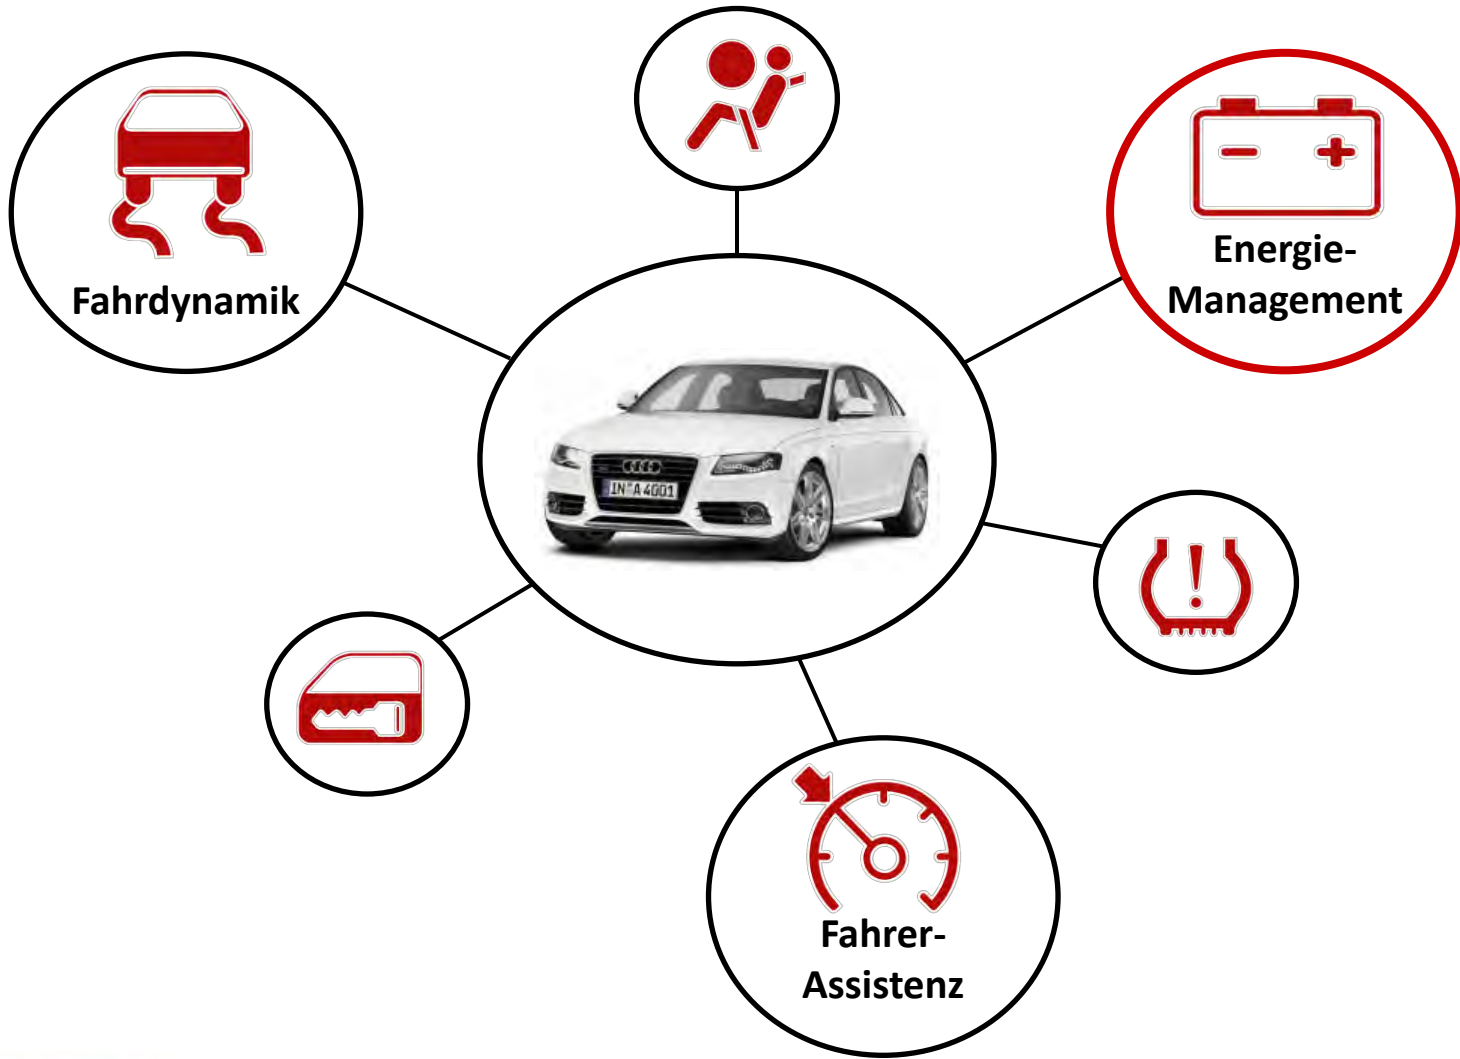 Fahrdynamik
Energie-
Management
IN A 4001
Fahrer-
Assistenz